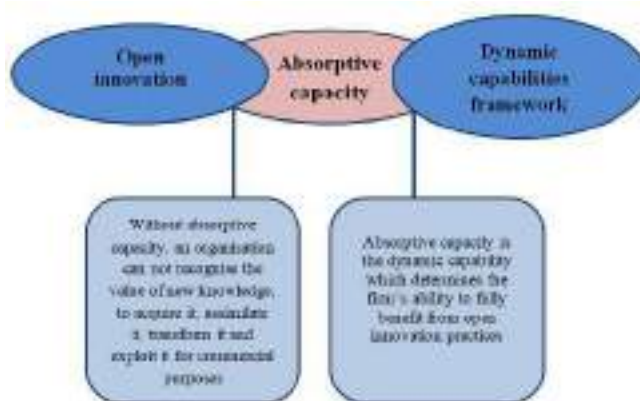 Open
innovation
Absorptive
capacity
Dynamic
capabilities
framework
Without absorptive
capacity, an organisation
can not recognise the
value of new knowledge,
to acquire it, assimilate
it, transform it and
exploit it for commercial
purposes
Absorptive capacity is
the dynamic capability
which determines the
firm's ability to fully
benefit from open
innovation practices